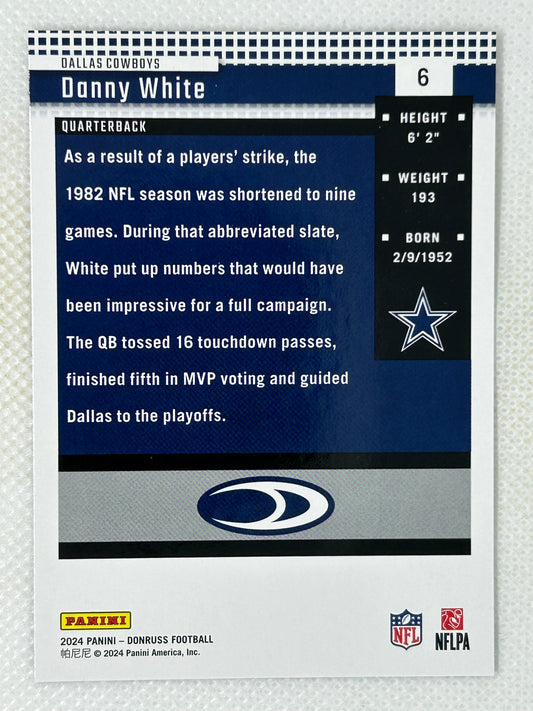 DALLAS COWBOYS
Danny White
6
QUARTERBACK
HEIGHT
6' 2"
WEIGHT
193
BORN
2/9/1952
As a result of a players' strike, the
1982 NFL season was shortened to nine
games. During that abbreviated slate,
White put up numbers that would have
been impressive for a full campaign.
The QB tossed 16 touchdown passes,
finished fifth in MVP voting and guided
Dallas to the playoffs.
PANINI
2024 PANINI – DONRUSS FOOTBALL
帕尼尼 © 2024 Panini America, Inc.
NFL
NFLPA